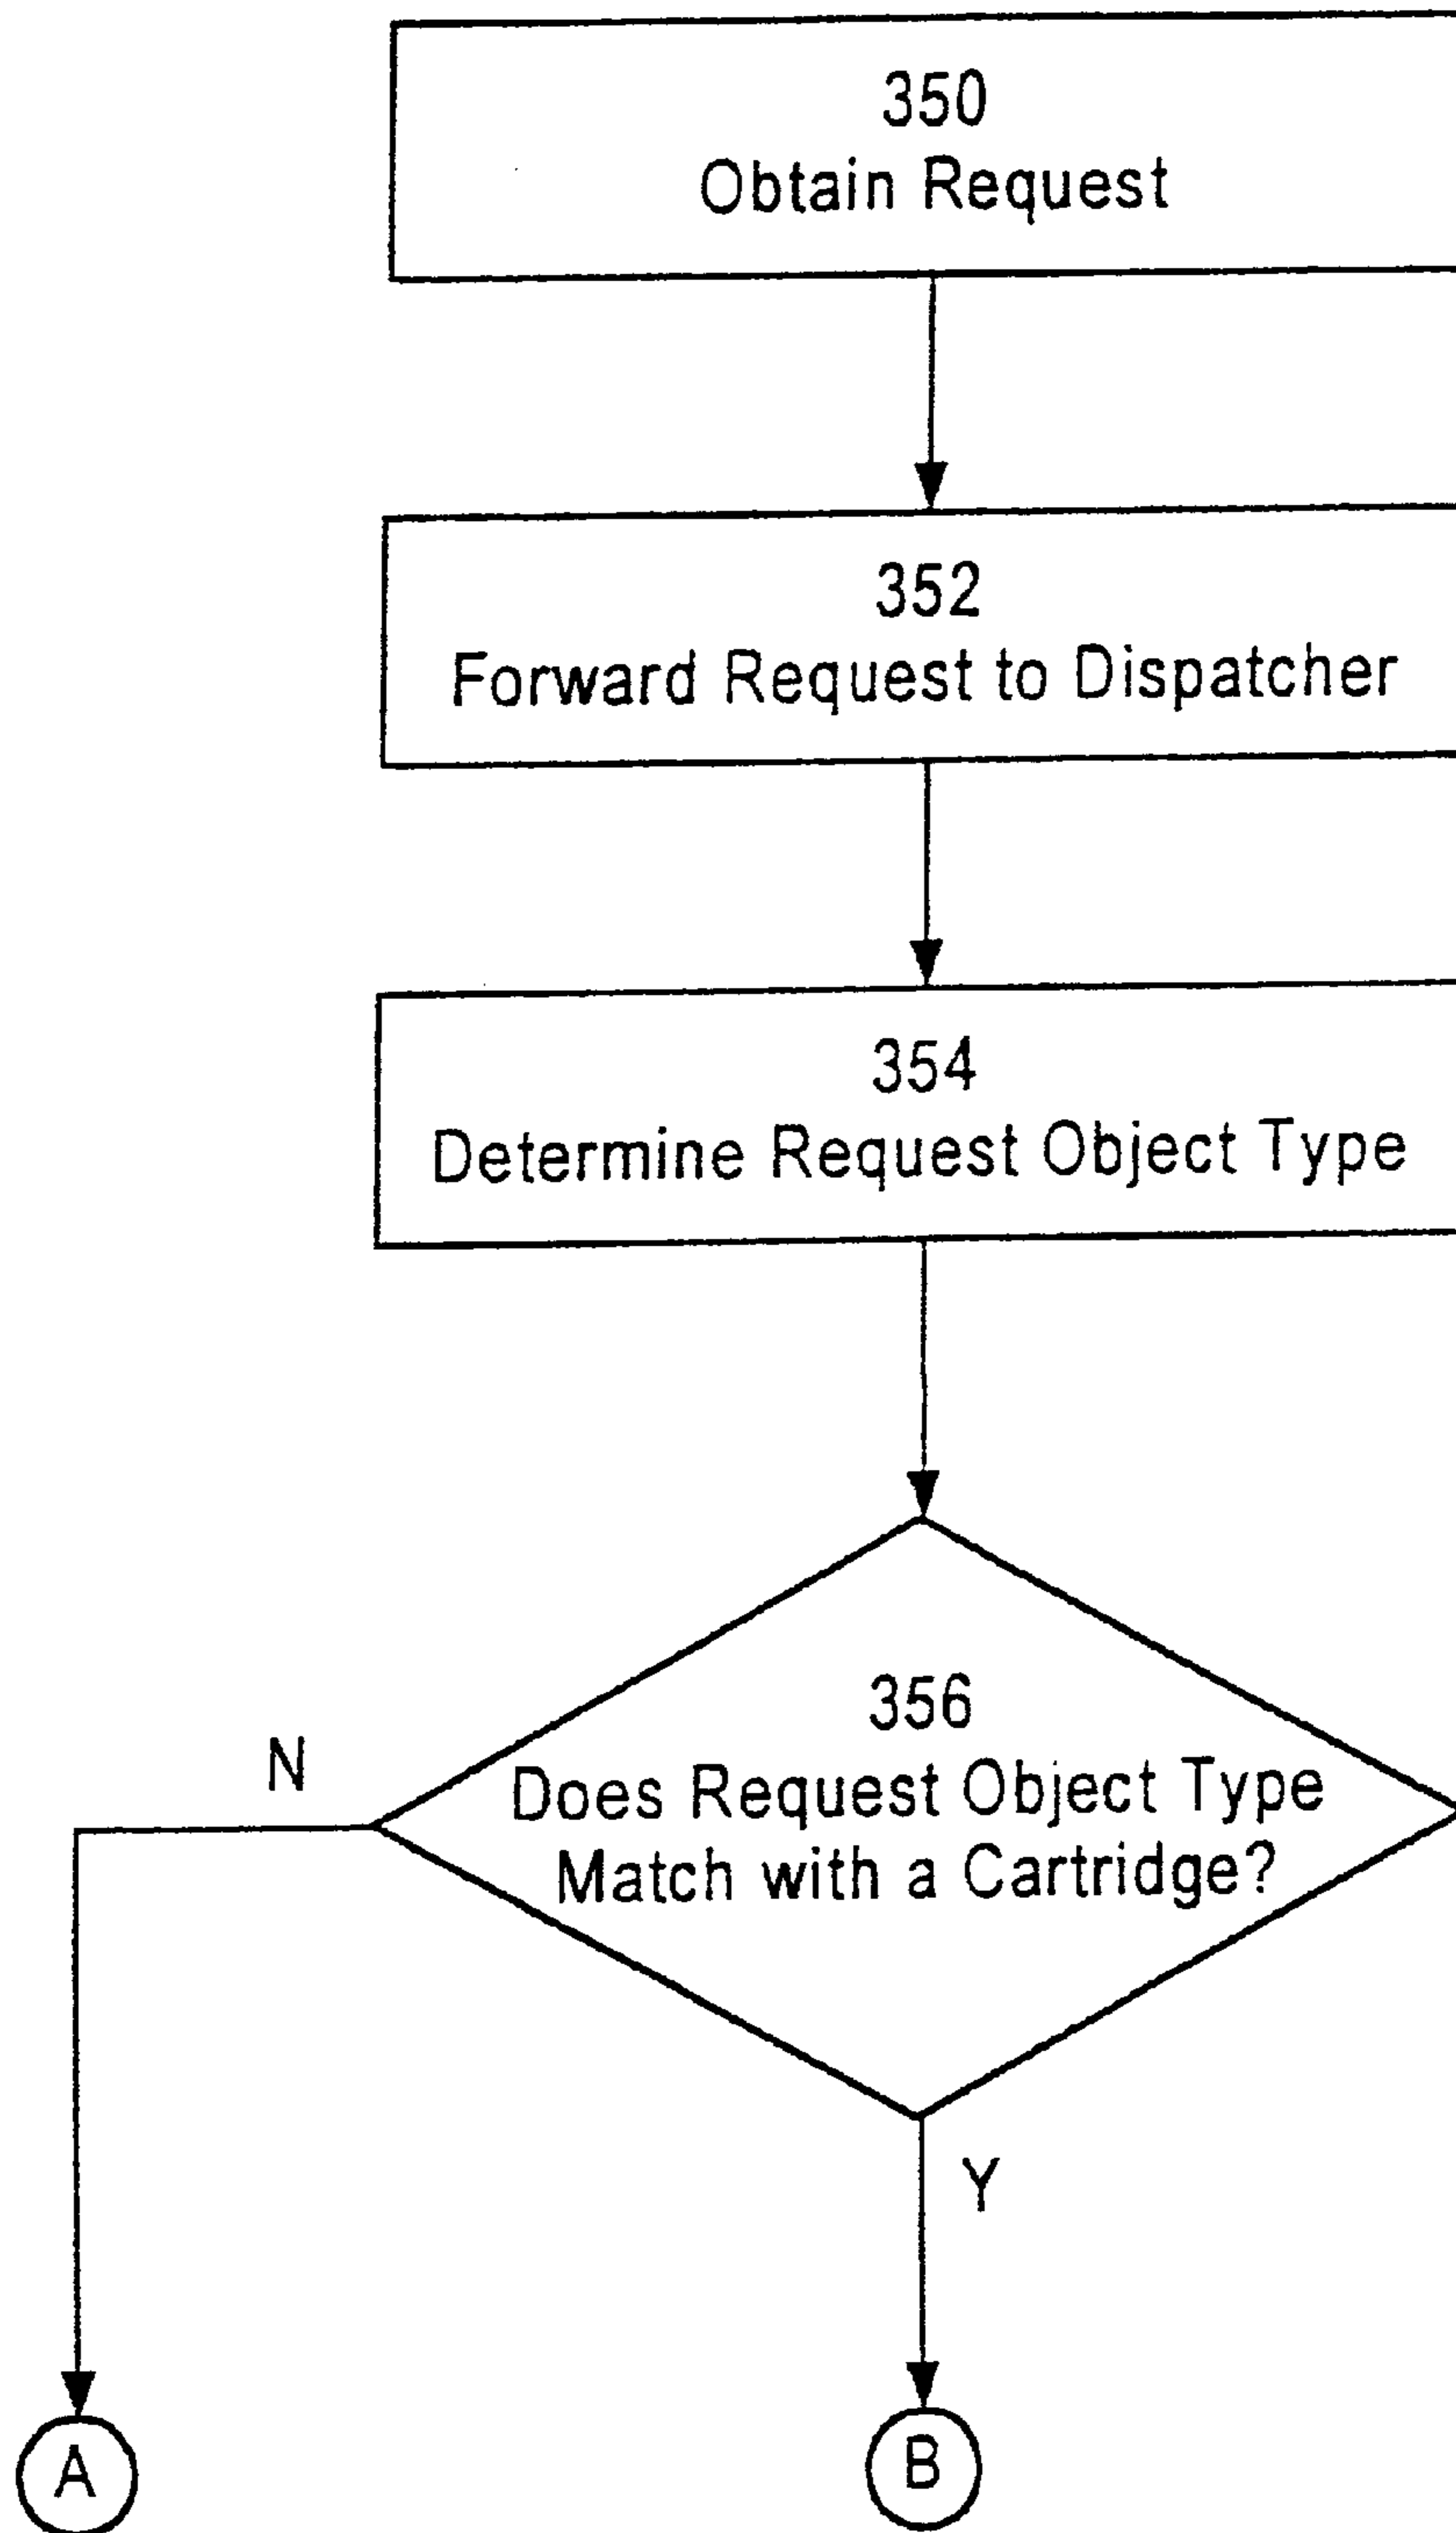 350
Obtain Request
352
Forward Request to Dispatcher
354
Determine Request Object Type
356
Does Request Object Type
Match with a Cartridge?
N
Y
A
B